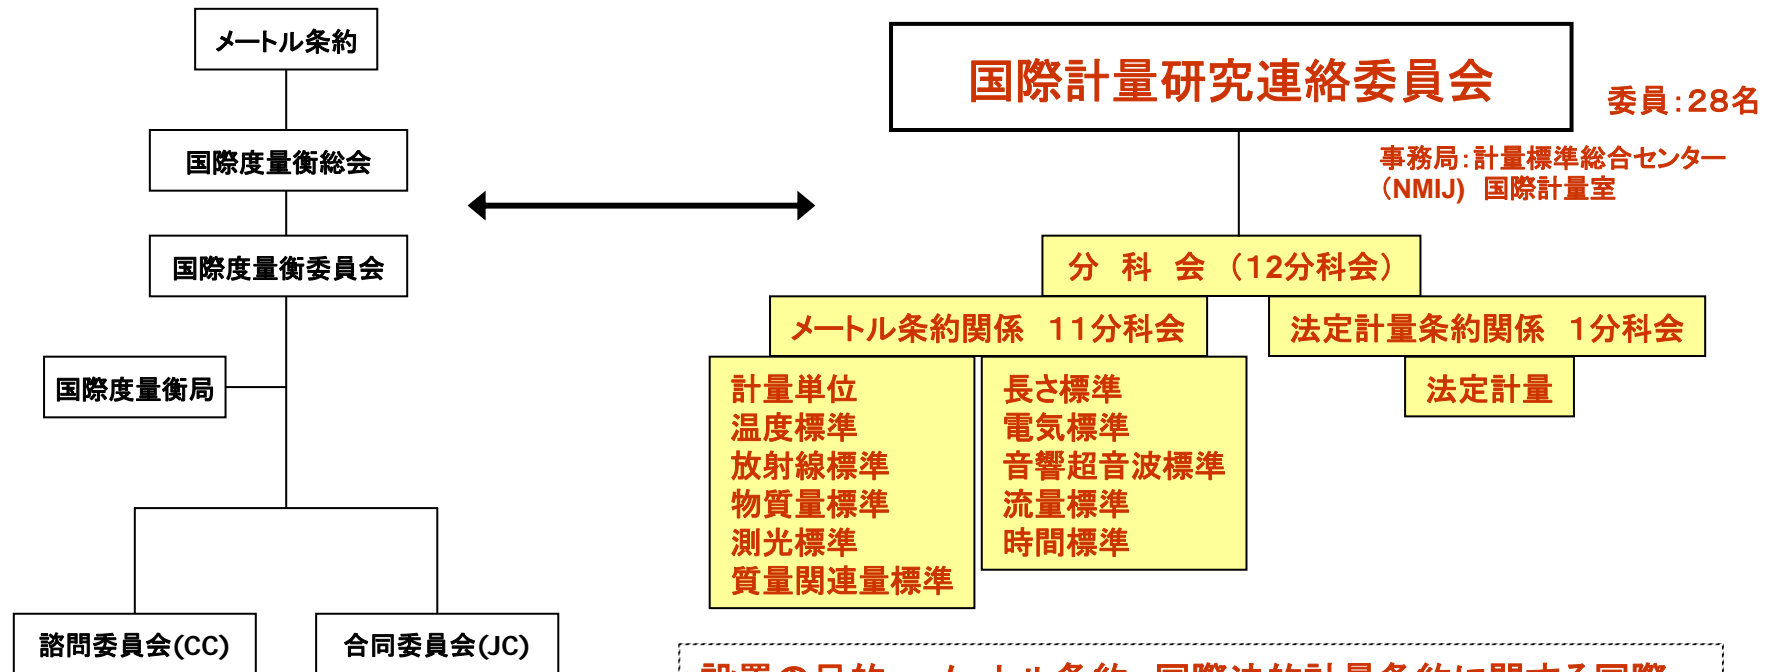 メートル条約
国際度量衡総会
国際度量衡委員会
国際度量衡局
諮問委員会(CC)
合同委員会(JC)
国際計量研究連絡委員会
委員：２８名
事務局：計量標準総合センター
（NMIJ) 国際計量室
分　科　会　（12分科会）
メートル条約関係　11分科会
法定計量条約関係　1分科会
計量単位
温度標準
放射線標準
物質量標準
測光標準
質量関連量標準
長さ標準
電気標準
音響超音波標準
流量標準
時間標準
法定計量